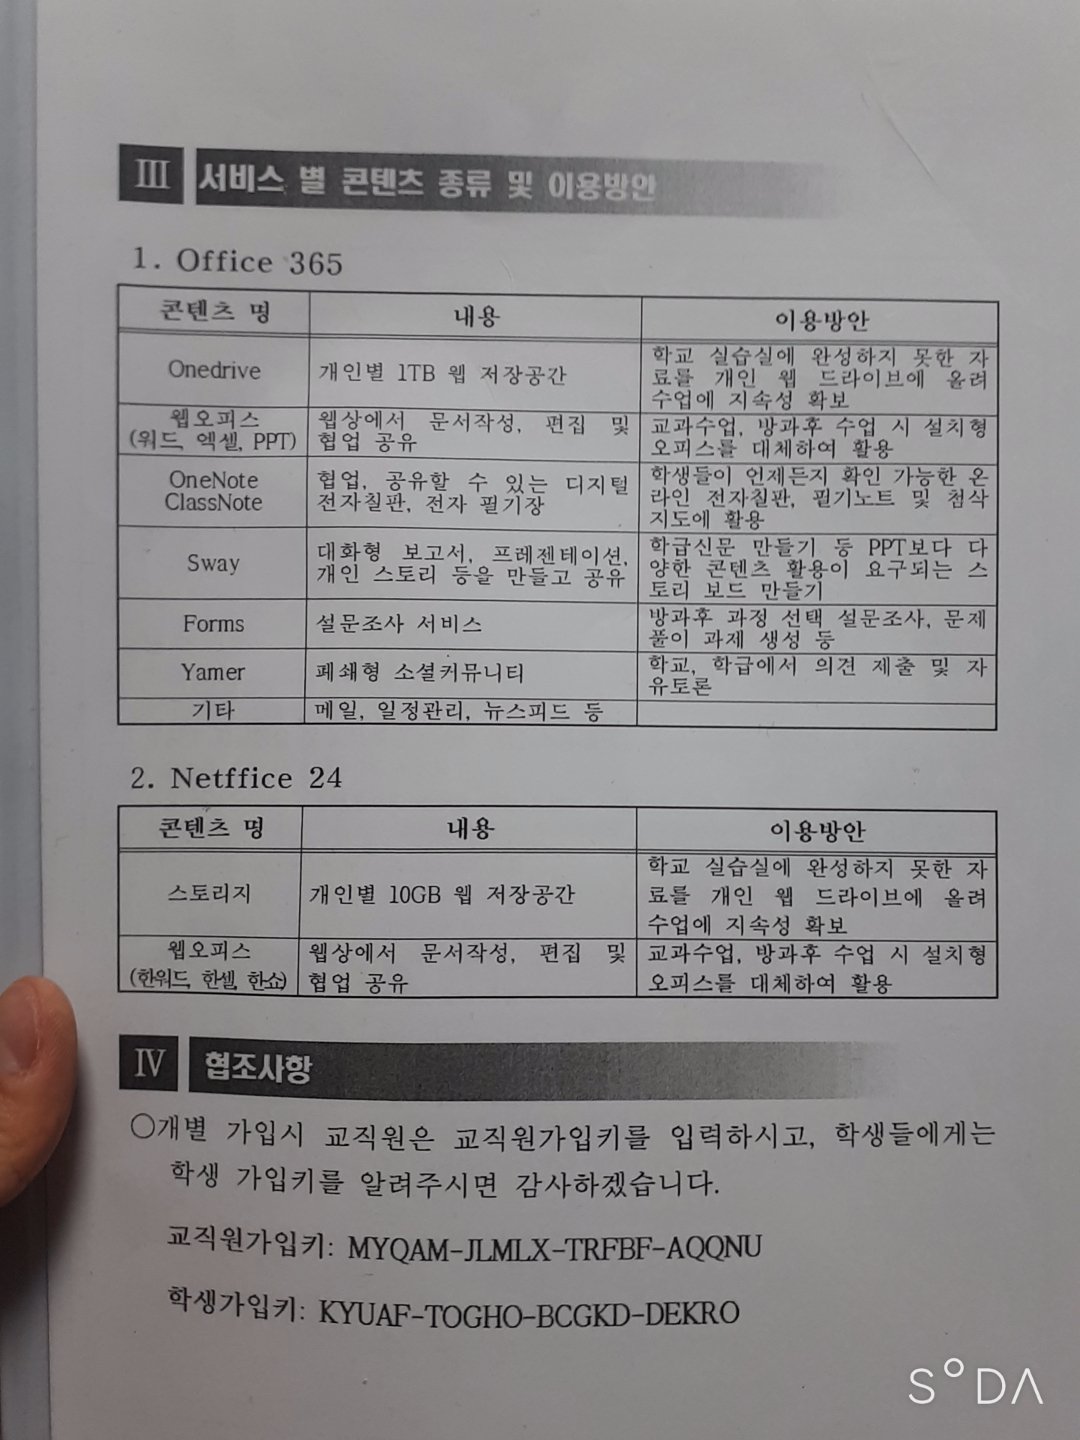 Ⅲ 서비스 별 콘텐츠 종류 및 이용방안
1. Office 365
콘텐츠 명 내용 이용방안
Onedrive 개인별 1TB 웹 저장공간 학교 실습실에 완성하지 못한 자
료를 개인 웹 드라이브에 올려
수업에 지속성 확보
웹오피스 웹상에서 문서작성, 편집 및 교과수업, 방과후 수업 시 설치형
(워드, 엑셀, PPT) 협업 공유 오피스를 대체하여 활용
OneNote 협업, 공유할 수 있는 디지털 학생들이 언제든지 확인 가능한 온
ClassNote 전자칠판, 전자 필기장 라인 전자칠판, 필기노트 및 첨삭
지도에 활용
Sway 대화형 보고서, 프레젠테이션, 학급신문 만들기 등 PPT보다 다
개인 스토리 등을 만들고 공유 양한 콘텐츠 활용이 요구되는 스
토리 보드 만들기
Forms 설문조사 서비스 방과후 과정 선택 설문조사, 문제
풀이 과제 생성 등
Yamer 폐쇄형 소셜커뮤니티 학교, 학급에서 의견 제출 및 자
유토론
기타 메일, 일정관리, 뉴스피드 등
2. Netffice 24
콘텐츠 명 내용 이용방안
스토리지 개인별 10GB 웹 저장공간 학교 실습실에 완성하지 못한 자
료를 개인 웹 드라이브에 올려
수업에 지속성 확보
웹오피스 웹상에서 문서작성, 편집 및 교과수업, 방과후 수업 시 설치형
(한워드, 한셀, 한쇼) 협업 공유 오피스를 대체하여 활용
Ⅳ 협조사항
○개별 가입시 교직원은 교직원가입키를 입력하시고, 학생들에게는
학생 가입키를 알려주시면 감사하겠습니다.
교직원가입키: MYQAM-JLMLX-TRFBF-AQQNU
학생가입키: KYUAF-TOGHO-BCGKD-DEKRO
SODA